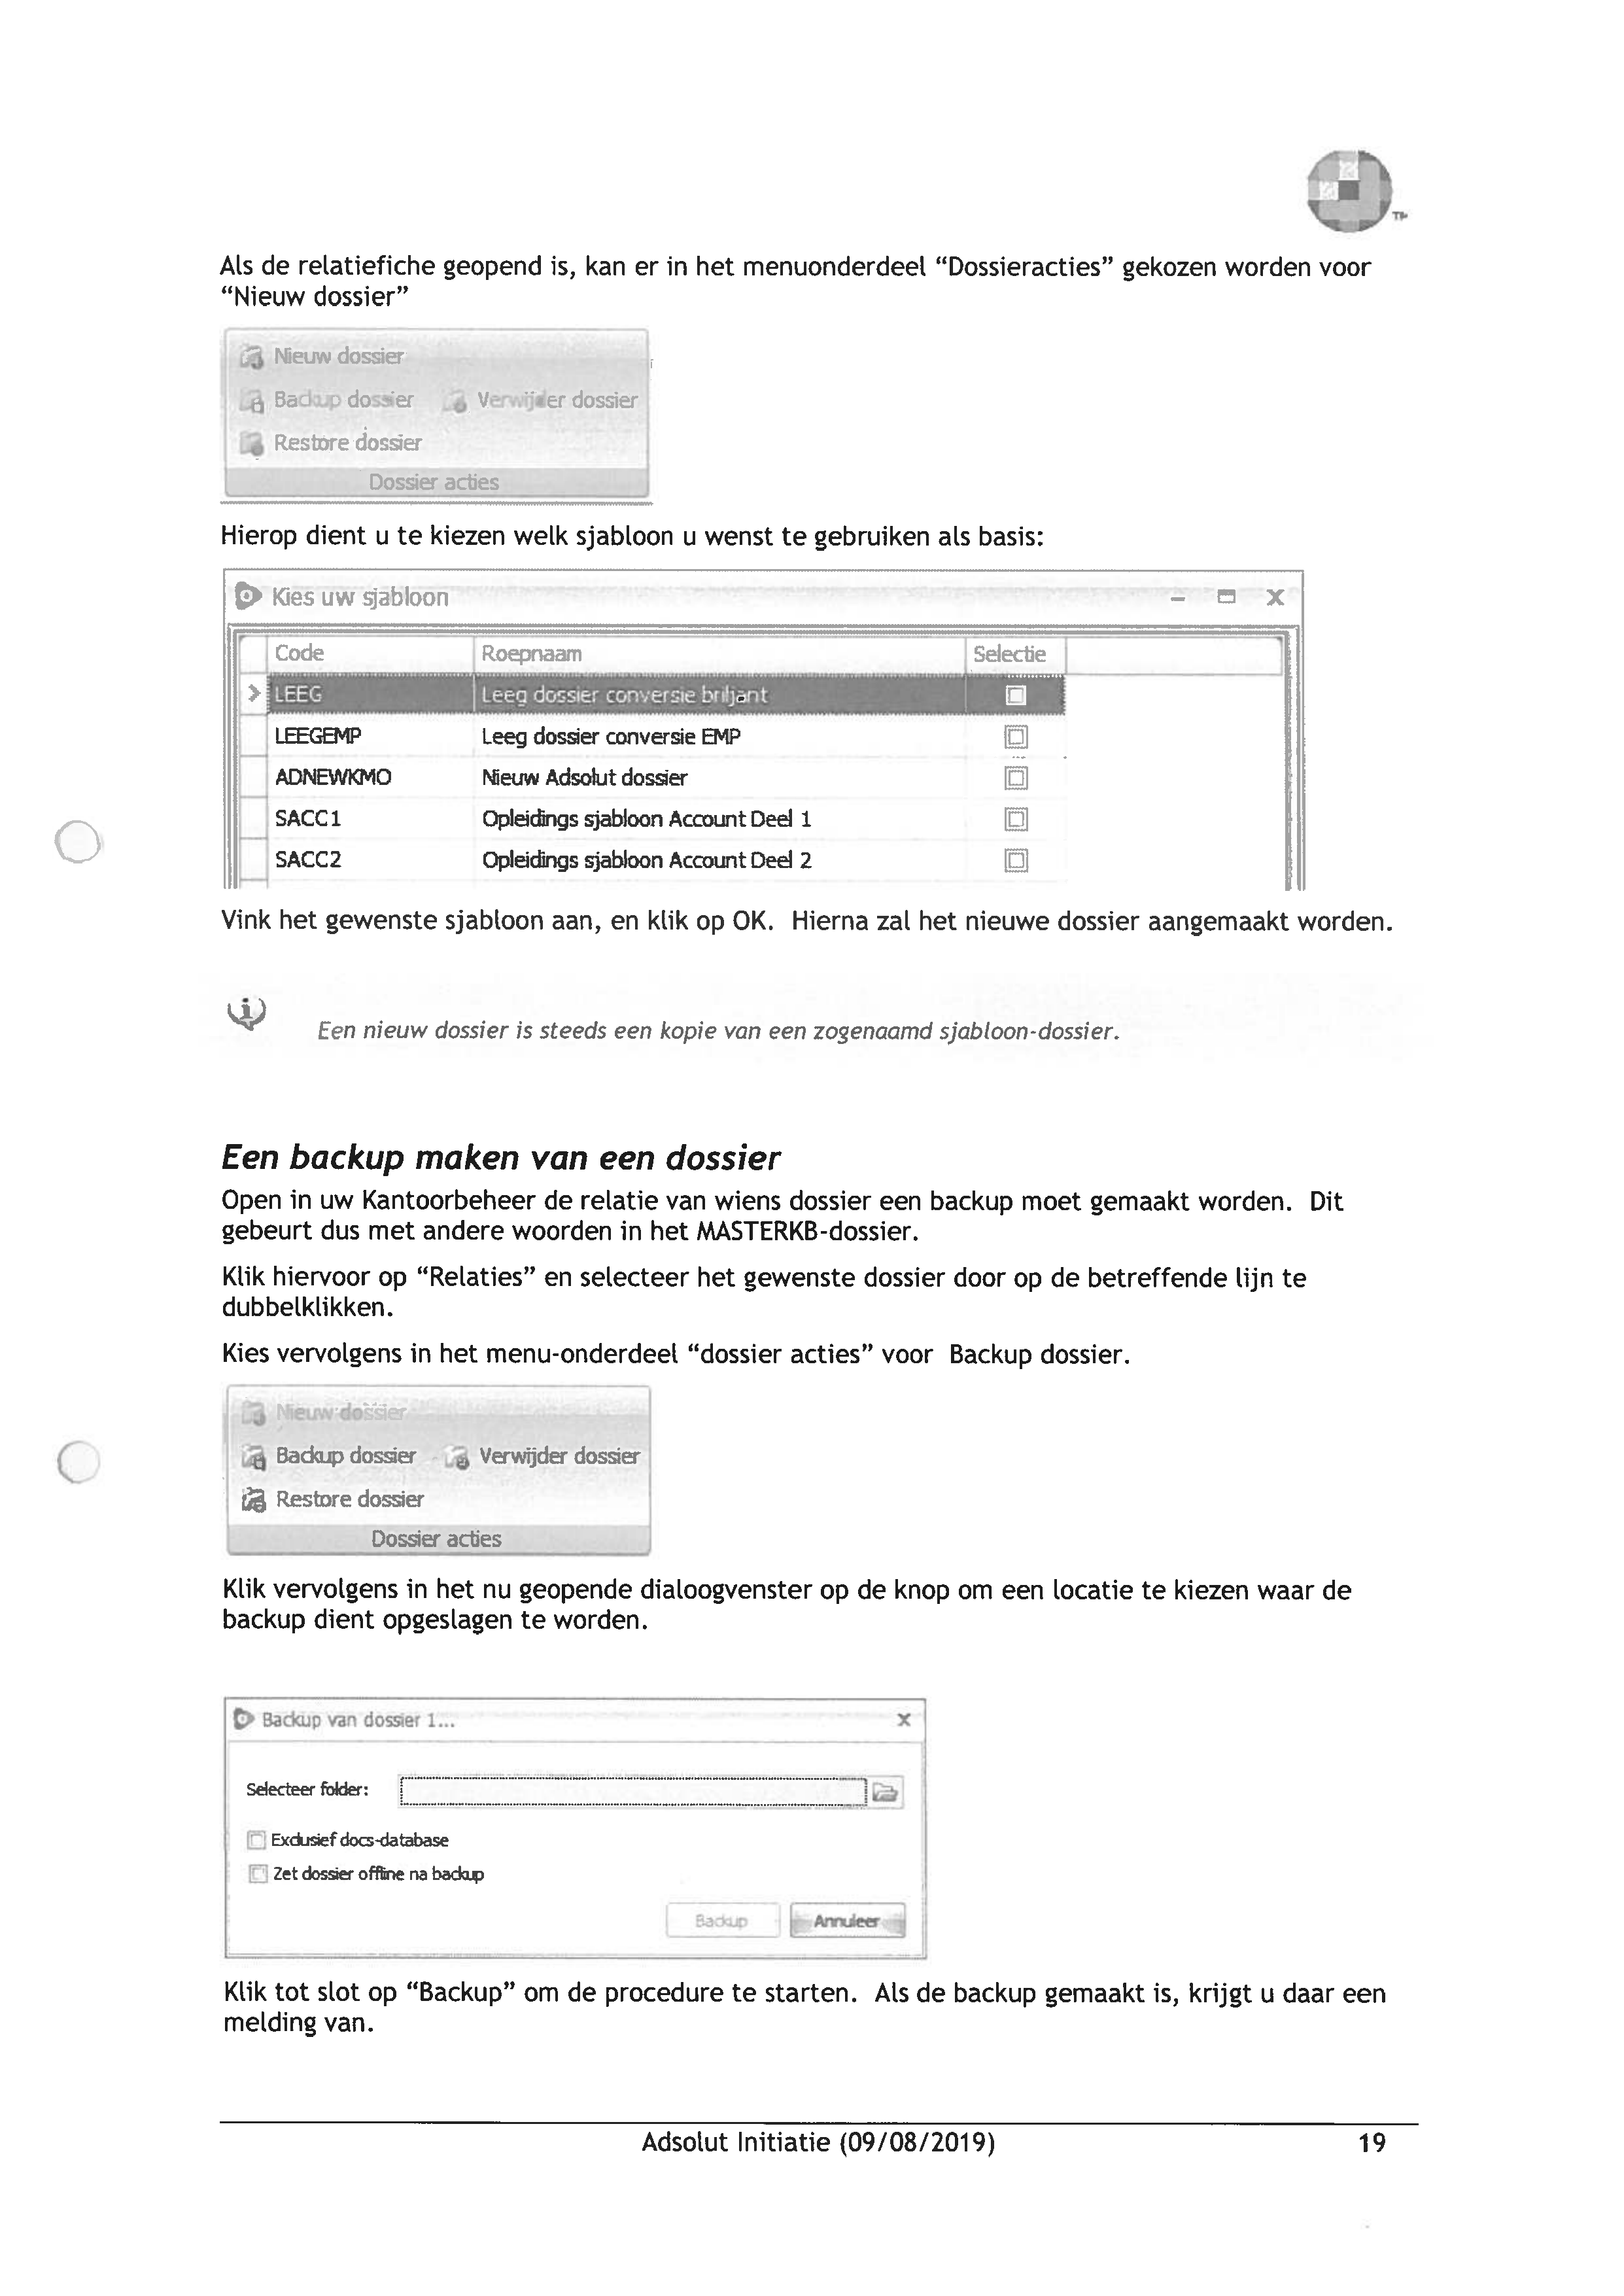 TM
Als de relatiefiche geopend is, kan er in het menuonderdeel “Dossieracties” gekozen worden voor
“Nieuw dossier”
Nieuw dossier
Backup dossier Verwijder dossier
Restore dossier
Dossier acties
Hierop dient u te kiezen welk sjabloon u wenst te gebruiken als basis:
Kies uw sjabloon
Code Roepnaam Selectie
LEEG Leeg dossier conversie briljant
LEEGEMP Leeg dossier conversie EMP
ADNEWKMO Nieuw Adsolut dossier
SACC1 Opleidings sjabloon Account Deel 1
SACC2 Opleidings sjabloon Account Deel 2
Vink het gewenste sjabloon aan, en klik op OK. Hierna zal het nieuwe dossier aangemaakt worden.
Een nieuw dossier is steeds een kopie van een zogenaamd sjabloon-dossier.
Een backup maken van een dossier
Open in uw Kantoorbeheer de relatie van wiens dossier een backup moet gemaakt worden. Dit
gebeurt dus met andere woorden in het MASTERKB-dossier.
Klik hiervoor op “Relaties” en selecteer het gewenste dossier door op de betreffende lijn te
dubbelklikken.
Kies vervolgens in het menu-onderdeel “dossier acties” voor Backup dossier.
Nieuw dossier
Backup dossier Verwijder dossier
Restore dossier
Dossier acties
Klik vervolgens in het nu geopende dialoogvenster op de knop om een locatie te kiezen waar de
backup dient opgeslagen te worden.
Backup van dossier 1...
Selecteer folder:
Exclusief docs-database
Zet dossier offline na backup
Backup Annuleer
Klik tot slot op “Backup” om de procedure te starten. Als de backup gemaakt is, krijgt u daar een
melding van.
Adsolut Initiatie (09/08/2019) 19